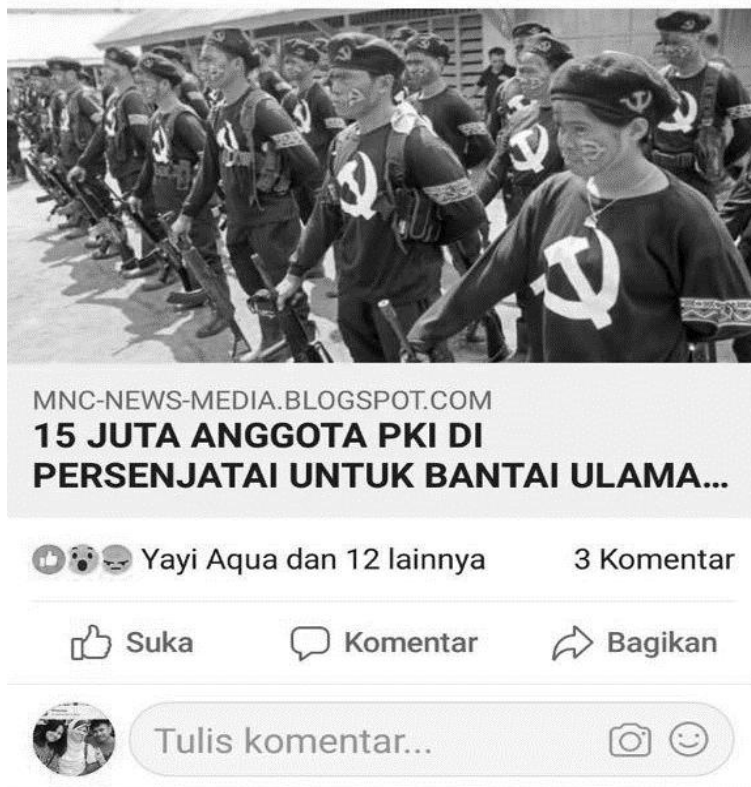 MNC-NEWS-MEDIA.BLOGSPOT.COM
15 JUTA ANGGOTA PKI DI
PERSENJATAI UNTUK BANTAI ULAMA...
Yayi Aqua dan 12 lainnya
3 Komentar
Suka
Komentar
Bagikan
Tulis komentar...